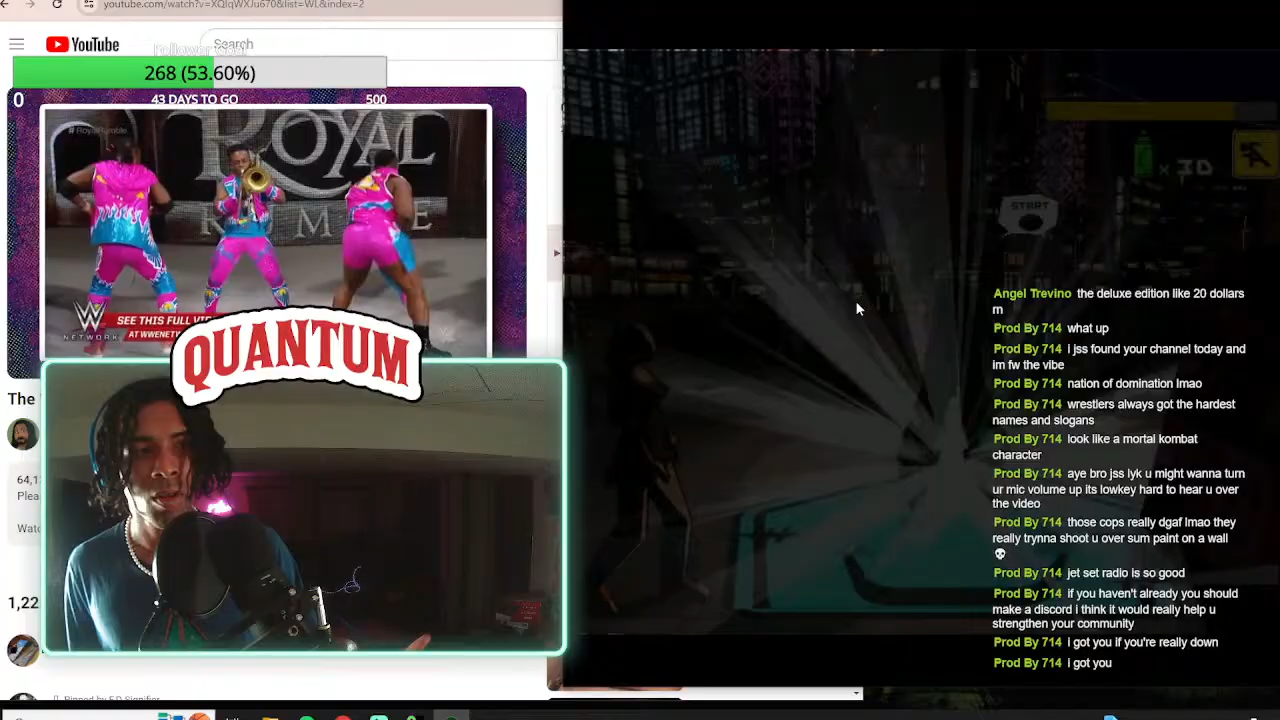 youtube.com/watch?v=XQIqWXJu670&list=WL&index=2
YouTube
Search
268 (53.60%)
0
43 DAYS TO GO
500
#RoyalRumble
ROYAL
R MBLE
W
NETWORK
SEE THIS FULL VI
AT WWENET
QUANTUM
The
64,1
Plea
Watc
1,22
x 30
START
Angel Trevino the deluxe edition like 20 dollars
m
Prod By 714 what up
Prod By 714 i jss found your channel today and
im fw the vibe
Prod By 714 nation of domination lmao
Prod By 714 wrestlers always got the hardest
names and slogans
Prod By 714 look like a mortal kombat
character
Prod By 714 aye bro jss lyk u might wanna turn
ur mic volume up its lowkey hard to hear u over
the video
Prod By 714 those cops really dgaf lmao they
really trynna shoot u over sum paint on a wall
💀
Prod By 714 jet set radio is so good
Prod By 714 if you haven't already you should
make a discord i think it would really help u
strengthen your community
Prod By 714 i got you if you're really down
Prod By 714 i got you